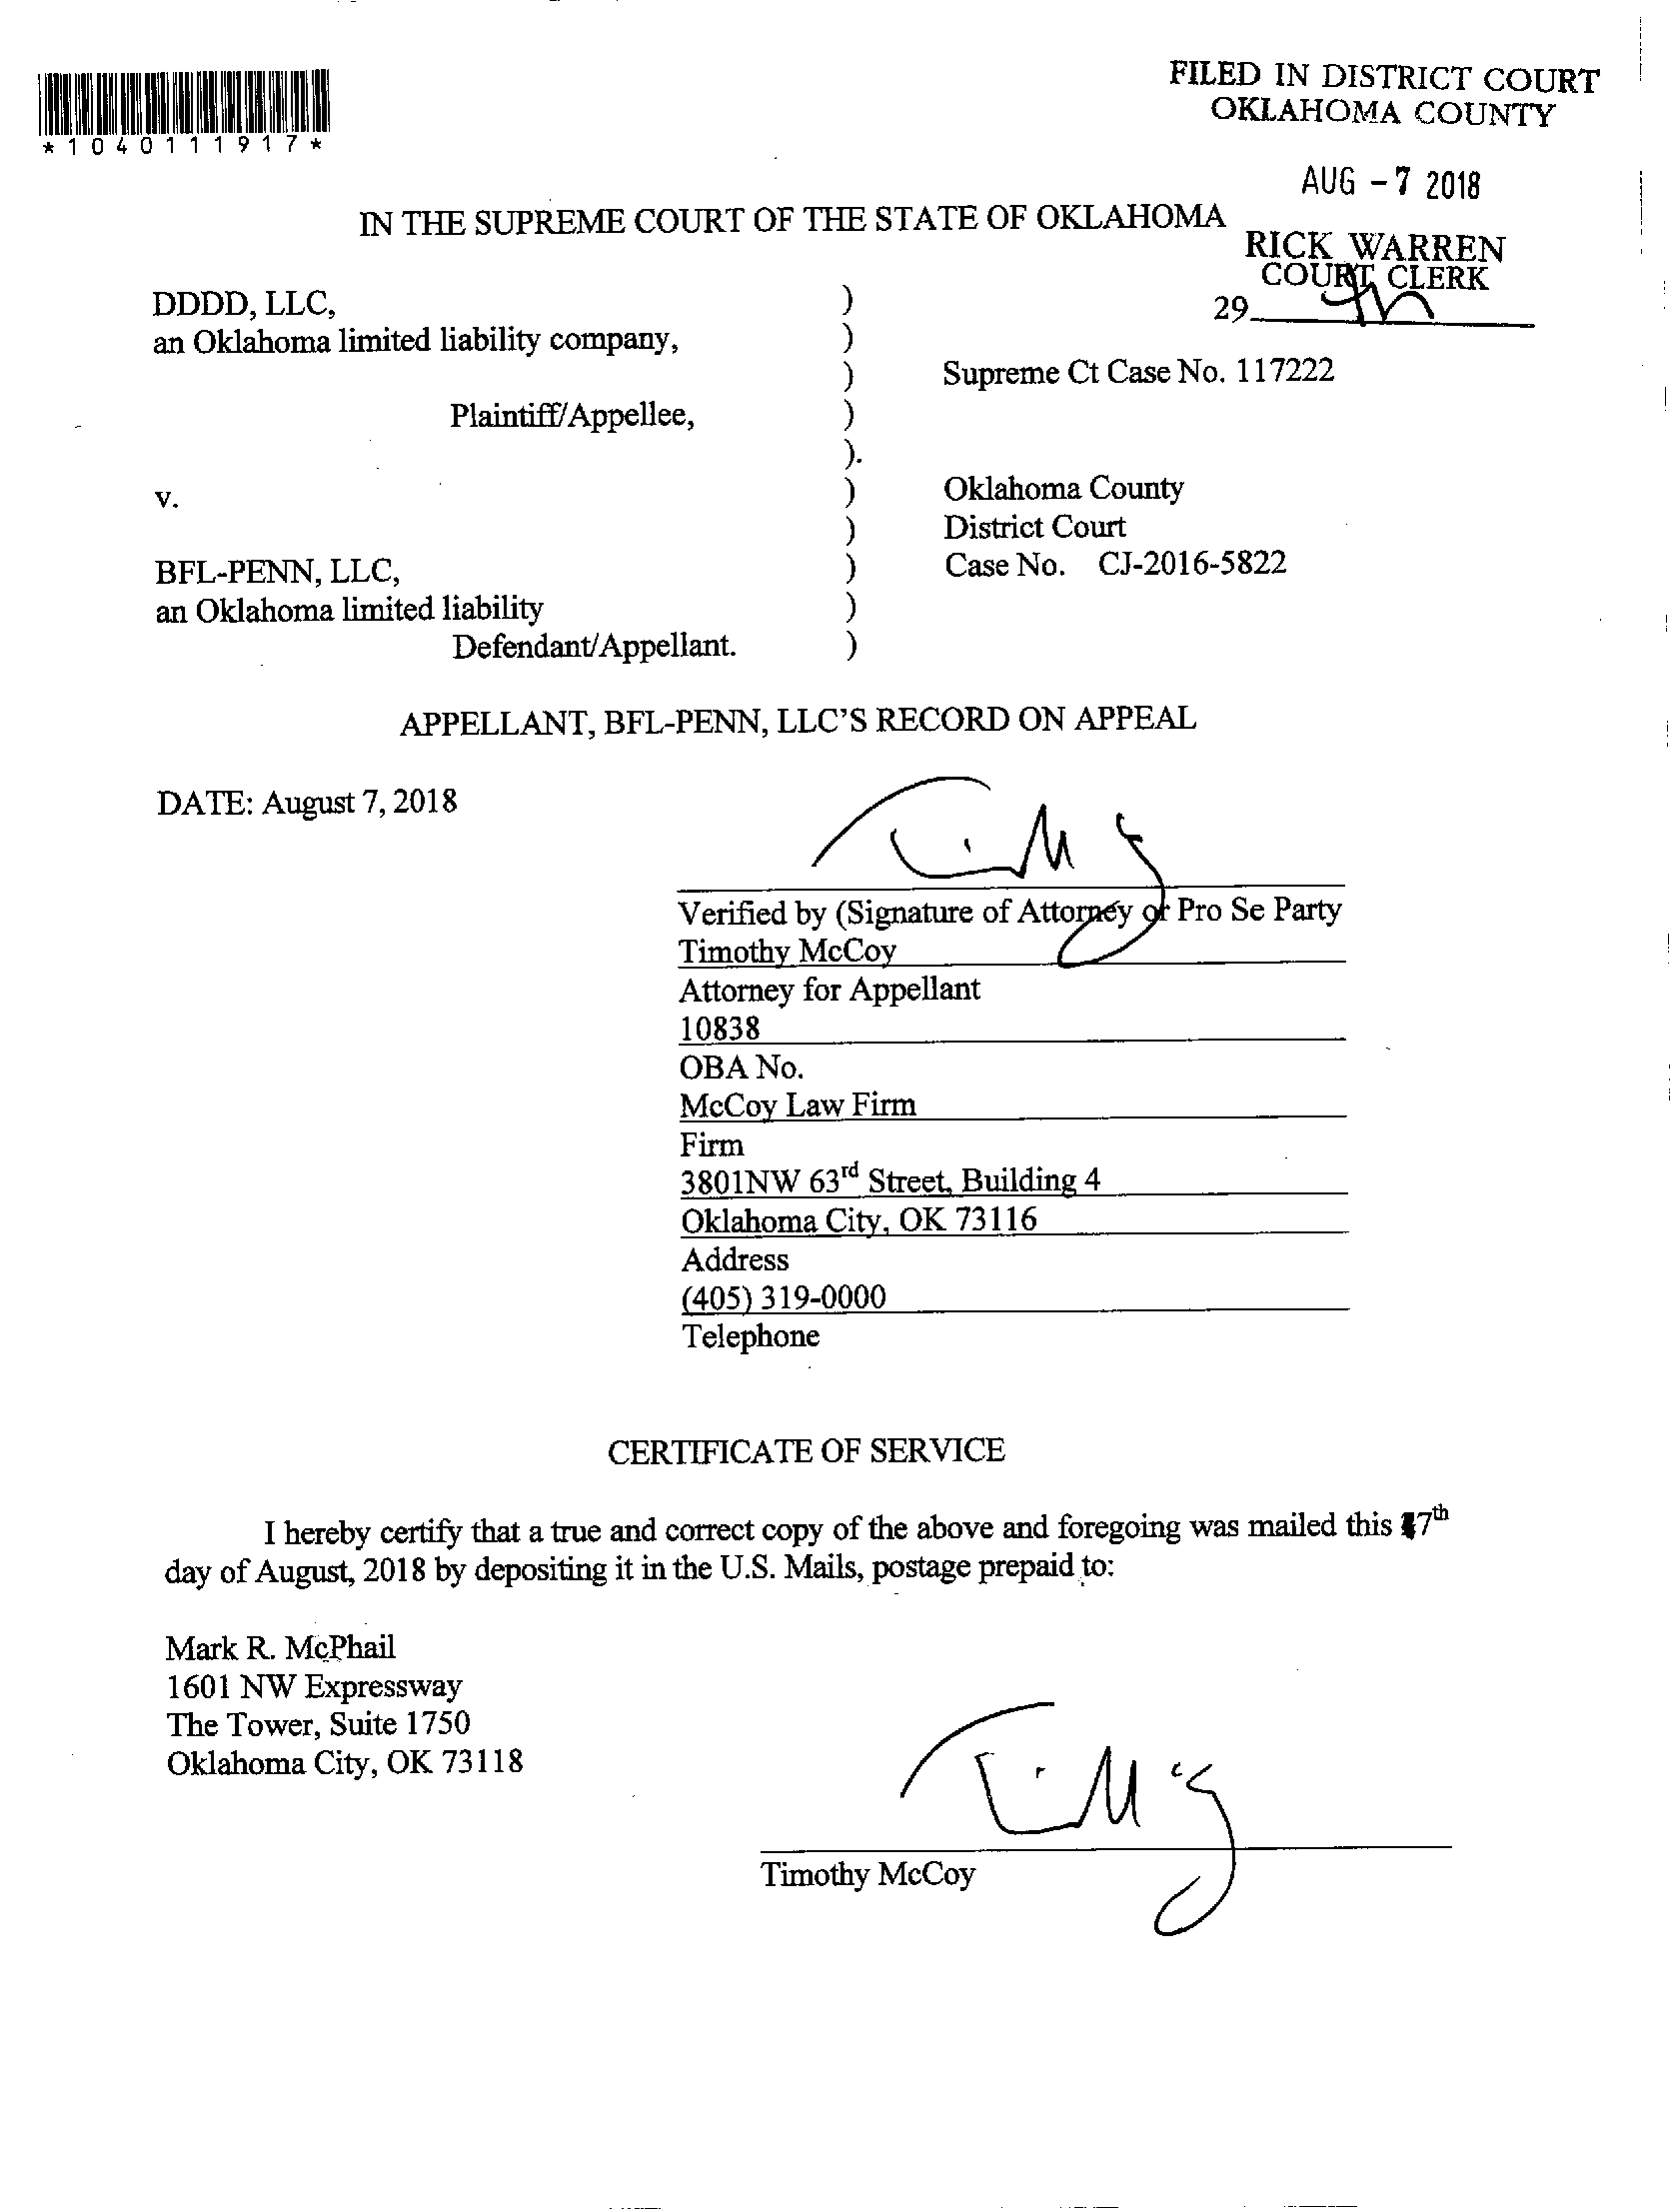 FILED IN DISTRICT COURT
OKLAHOMA COUNTY
*1040111917*
AUG -7 2018
IN THE SUPREME COURT OF THE STATE OF OKLAHOMA
RICK WARREN
COURT CLERK
29
DDDD, LLC, )
an Oklahoma limited liability company, )
) Supreme Ct Case No. 117222
Plaintiff/Appellee, )
).
v. ) Oklahoma County
) District Court
BFL-PENN, LLC, ) Case No. CJ-2016-5822
an Oklahoma limited liability )
Defendant/Appellant. )
APPELLANT, BFL-PENN, LLC'S RECORD ON APPEAL
DATE: August 7, 2018
Verified by (Signature of Attorney or Pro Se Party
Timothy McCoy
Attorney for Appellant
10838
OBA No.
McCoy Law Firm
Firm
3801NW 63rd Street, Building 4
Oklahoma City, OK 73116
Address
(405) 319-0000
Telephone
CERTIFICATE OF SERVICE
I hereby certify that a true and correct copy of the above and foregoing was mailed this 7th
day of August, 2018 by depositing it in the U.S. Mails, postage prepaid to:
Mark R. McPhail
1601 NW Expressway
The Tower, Suite 1750
Oklahoma City, OK 73118
Timothy McCoy